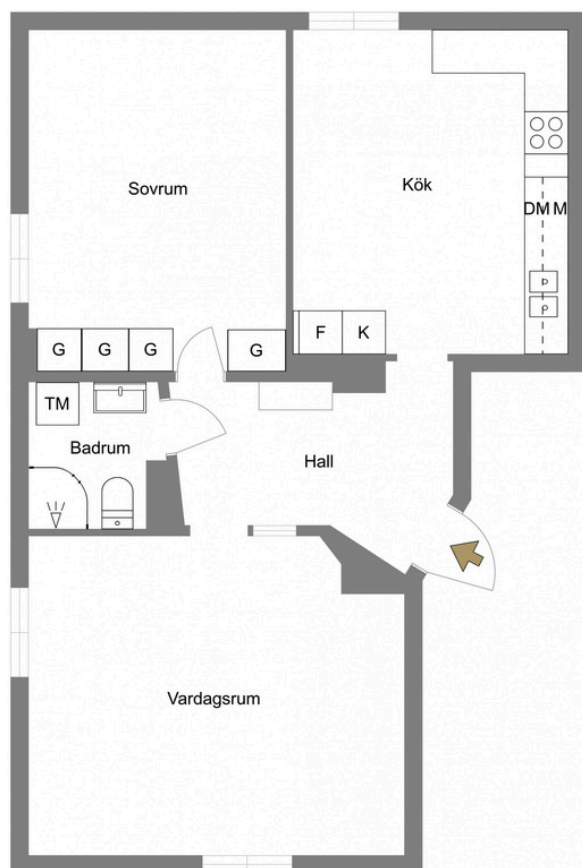 Sovrum
Kök
DM M
G G G G
F K
TM
Badrum
Hall
Vardagsrum